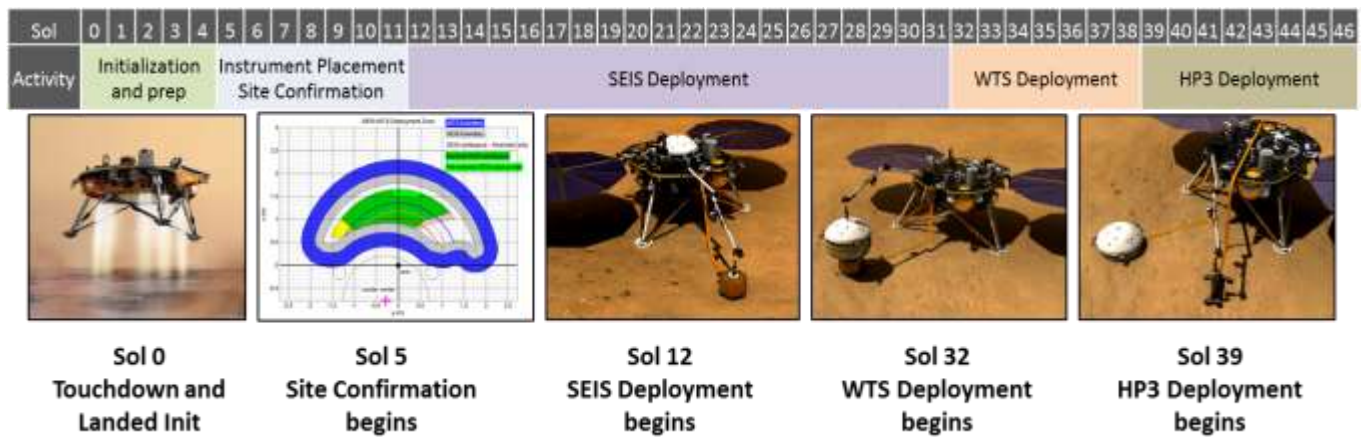 Sol 0 1 2 3 4 5 6 7 8 9 10 11 12 13 14 15 16 17 18 19 20 21 22 23 24 25 26 27 28 29 30 31 32 33 34 35 36 37 38 39 40 41 42 43 44 45 46
Activity
Initialization
and prep
Instrument Placement
Site Confirmation
SEIS Deployment
WTS Deployment
HP3 Deployment
Sol 0
Touchdown and
Landed Init
Sol 5
Site Confirmation
begins
Sol 12
SEIS Deployment
begins
Sol 32
WTS Deployment
begins
Sol 39
HP3 Deployment
begins